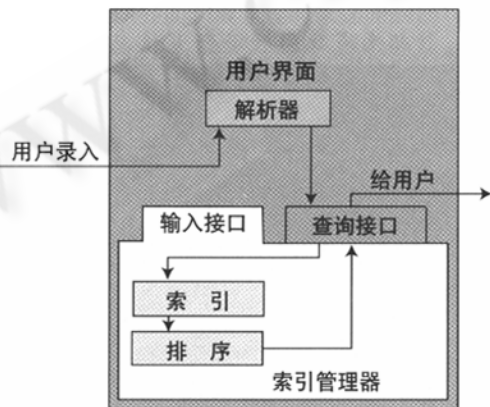 用户界面
解析器
用户录入
给用户
输入接口
查询接口
索 引
排 序
索引管理器